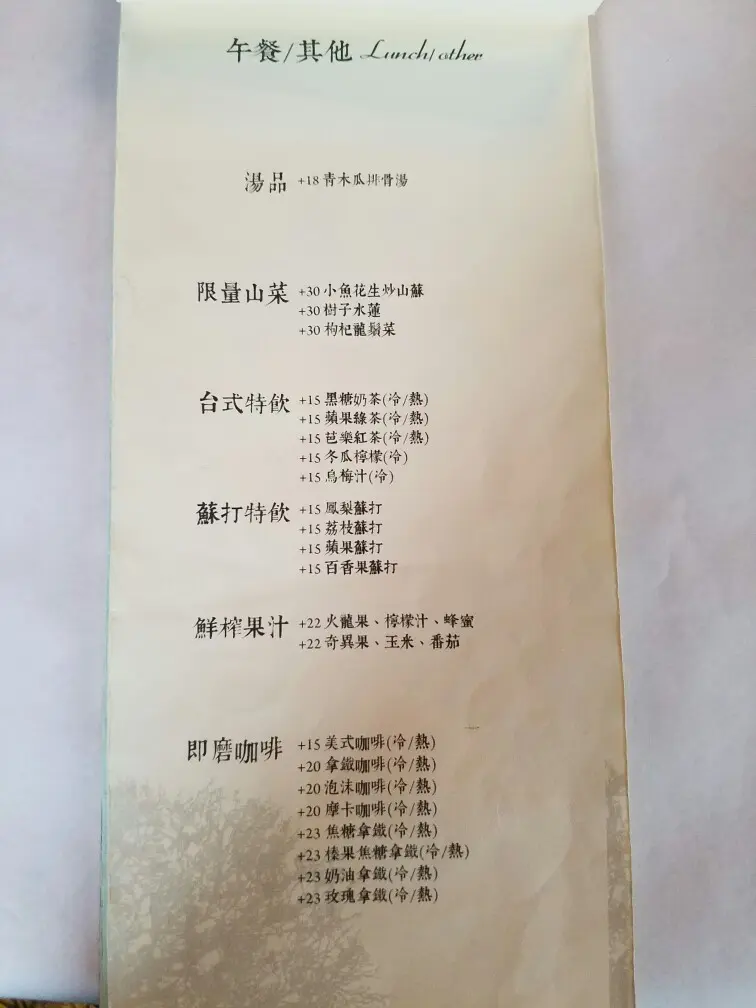 午餐/其他 Lunch/other
湯品 +18 青木瓜排骨湯
限量山菜 +30 小魚花生炒山蘇
+30 樹子水蓮
+30 枸杞龍鬚菜
台式特飲 +15 黑糖奶茶(冷/熱)
+15 蘋果綠茶(冷/熱)
+15 芭樂紅茶(冷/熱)
+15 冬瓜檸檬(冷)
+15 烏梅汁(冷)
蘇打特飲 +15 鳳梨蘇打
+15 荔枝蘇打
+15 蘋果蘇打
+15 百香果蘇打
鮮榨果汁 +22 火龍果、檸檬汁、蜂蜜
+22 奇異果、玉米、番茄
即磨咖啡 +15 美式咖啡(冷/熱)
+20 拿鐵咖啡(冷/熱)
+20 泡沫咖啡(冷/熱)
+20 摩卡咖啡(冷/熱)
+23 焦糖拿鐵(冷/熱)
+23 榛果焦糖拿鐵(冷/熱)
+23 奶油拿鐵(冷/熱)
+23 玫瑰拿鐵(冷/熱)